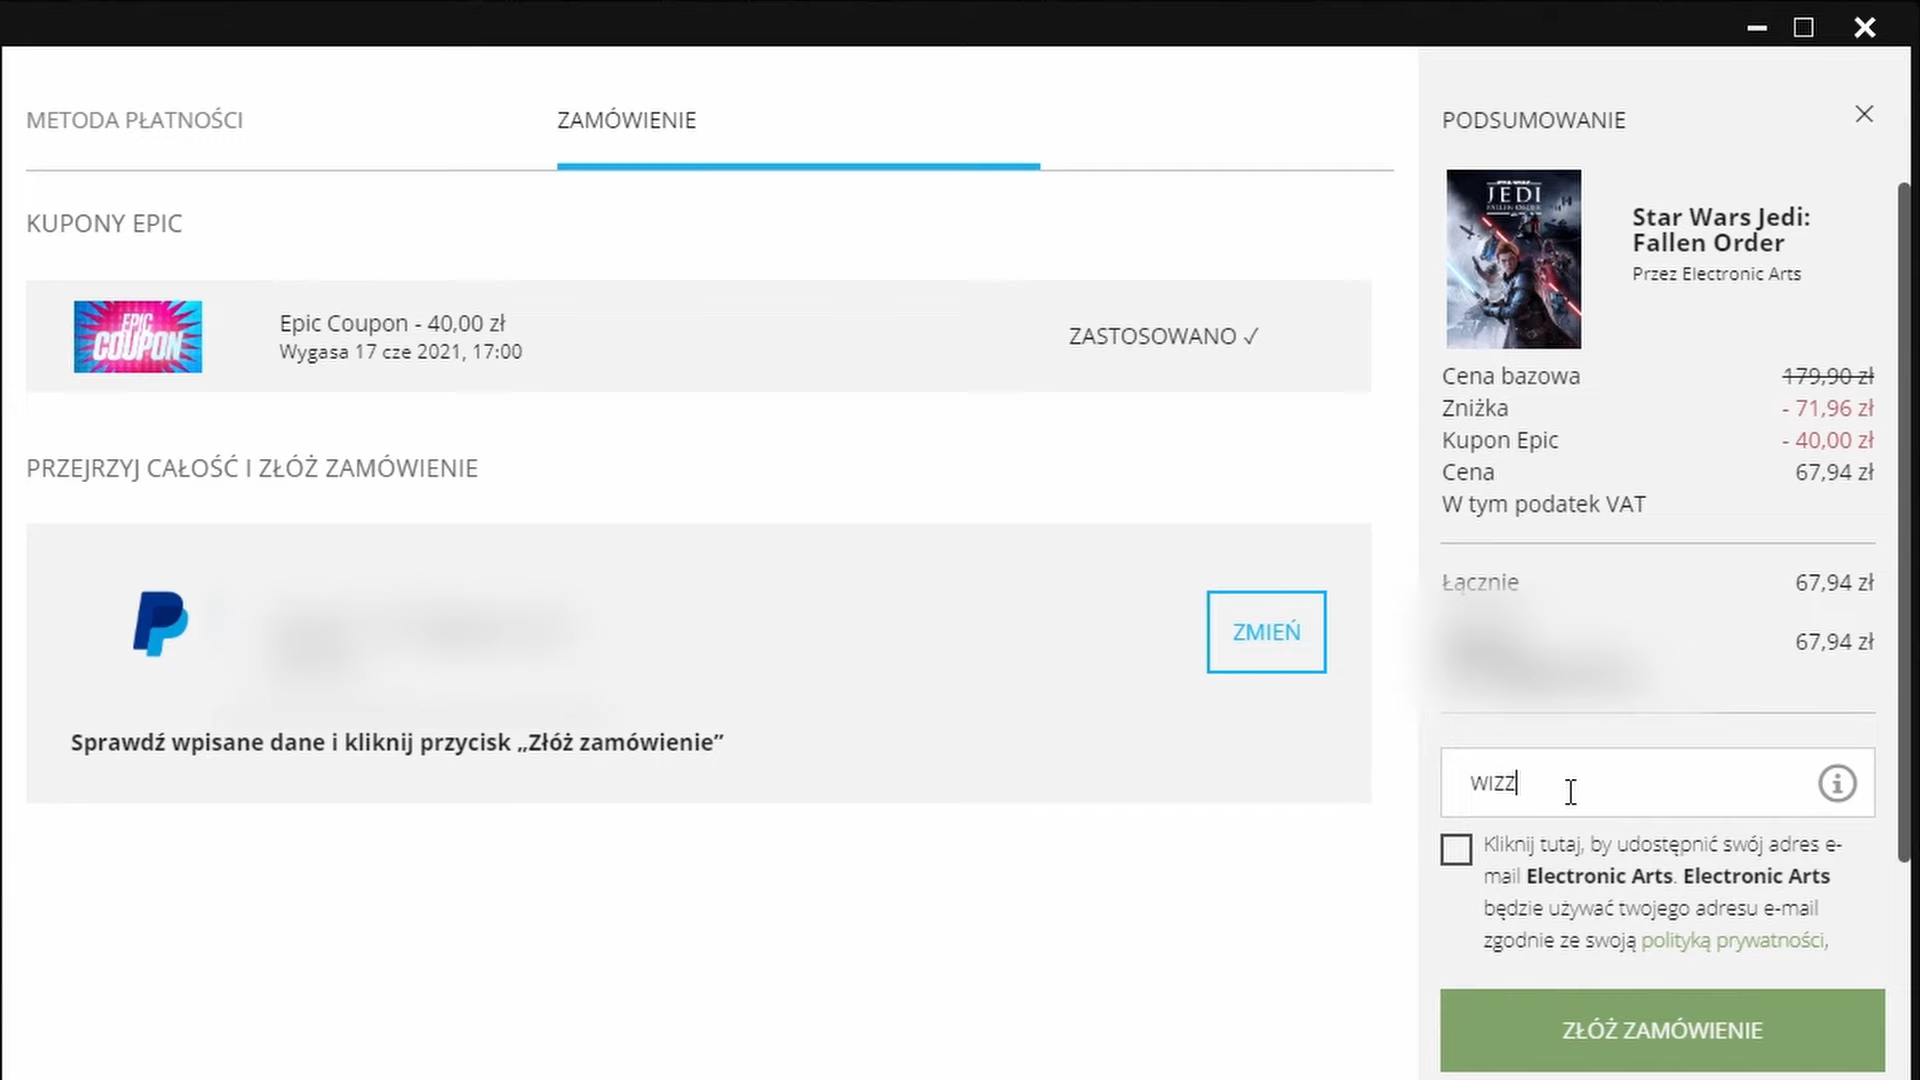 METODA PŁATNOŚCI
ZAMÓWIENIE
KUPONY EPIC
EPIC
COUPON
Epic Coupon - 40,00 zł
Wygasa 17 cze 2021, 17:00
ZASTOSOWANO ✓
PRZEJRZYJ CAŁOŚĆ I ZŁÓŻ ZAMÓWIENIE
ZMIEŃ
Sprawdź wpisane dane i kliknij przycisk „Złóż zamówienie”
PODSUMOWANIE
STAR WARS
JEDI
FALLEN ORDER
Star Wars Jedi:
Fallen Order
Przez Electronic Arts
Cena bazowa 179,90 zł
Zniżka - 71,96 zł
Kupon Epic - 40,00 zł
Cena 67,94 zł
W tym podatek VAT
Łącznie 67,94 zł
67,94 zł
WIZZ
Kliknij tutaj, by udostępnić swój adres e-
mail Electronic Arts. Electronic Arts
będzie używać twojego adresu e-mail
zgodnie ze swoją polityką prywatności,
ZŁÓŻ ZAMÓWIENIE